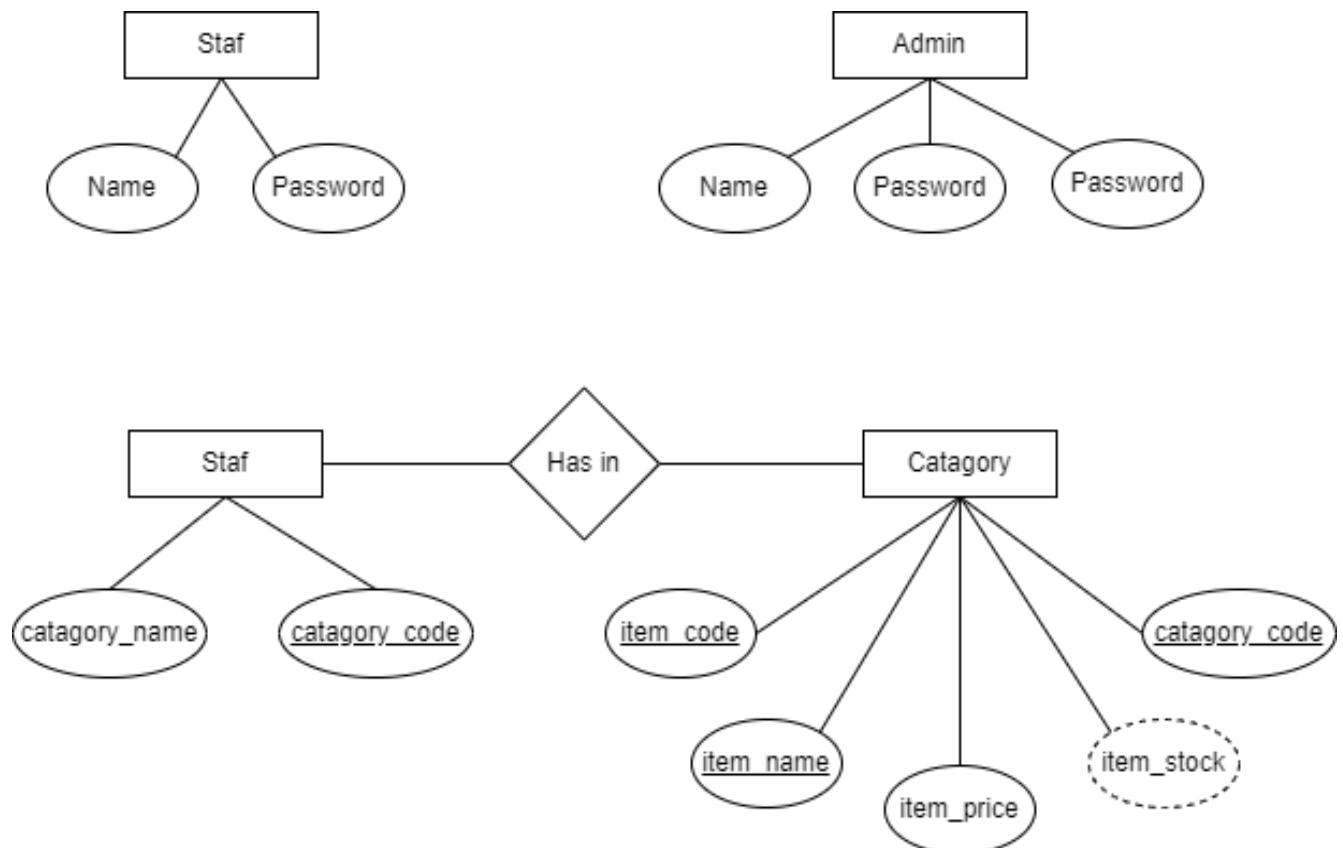 Staf
Admin
Name
Password
Name
Password
Password
Staf
Has in
Catagory
catagory_name
catagory_code
item_code
catagory_code
item_name
item_stock
item_price